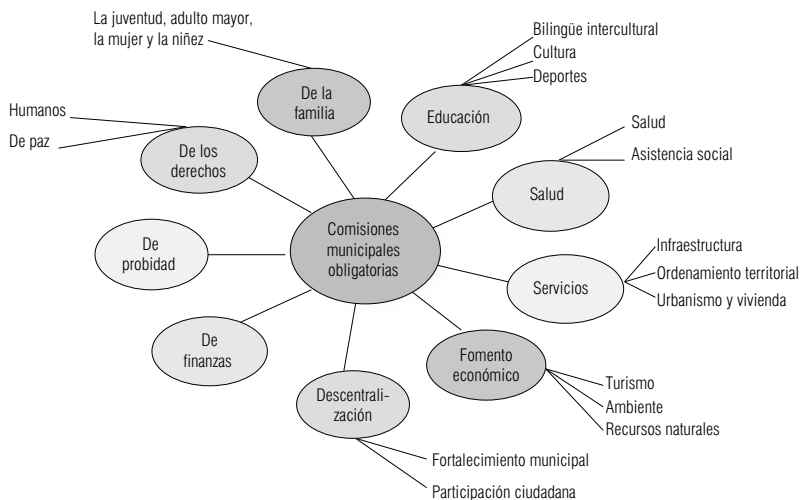 La juventud, adulto mayor,
la mujer y la niñez
De la
familia
Bilingüe intercultural
Cultura
Deportes
Educación
Humanos
De paz
De los
derechos
Salud
Asistencia social
Salud
Comisiones
municipales
obligatorias
De
probidad
Infraestructura
Ordenamiento territorial
Urbanismo y vivienda
Servicios
De
finanzas
Fomento
económico
Turismo
Ambiente
Recursos naturales
Descentrali-
zación
Fortalecimiento municipal
Participación ciudadana